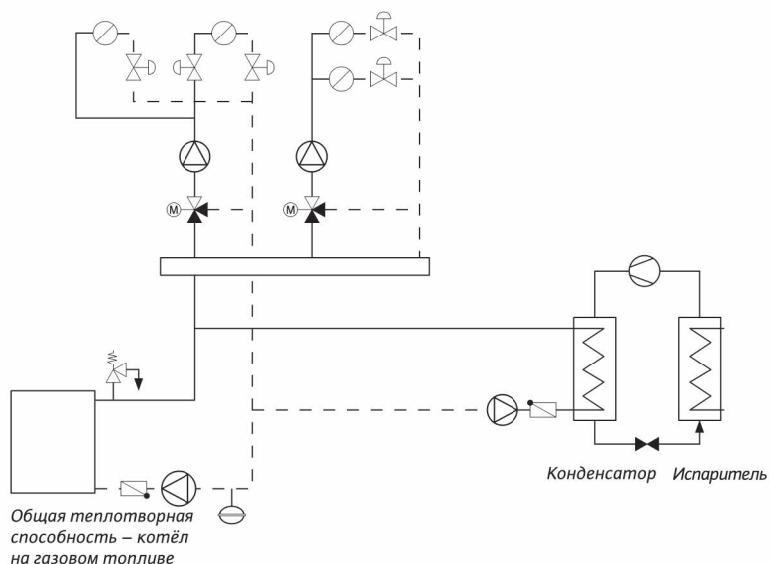 M
M
Конденсатор
Испаритель
Общая теплотворная
способность – котёл
на газовом топливе